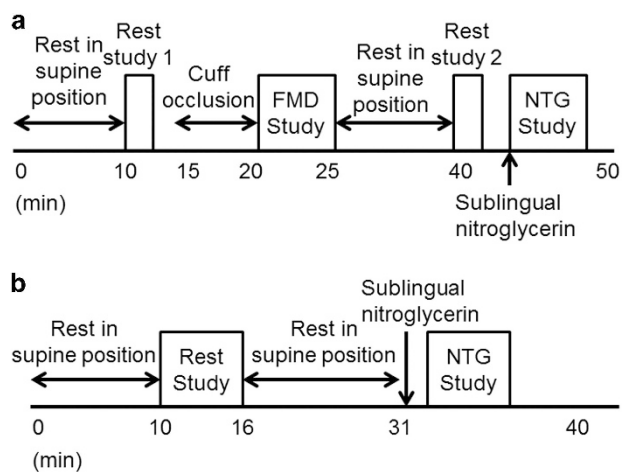 a
Rest
study 1
Rest in
supine
position
Cuff
occlusion
FMD
Study
Rest in
supine
position
Rest
study 2
NTG
Study
0
10
15
20
25
40
50
(min)
Sublingual
nitroglycerin
b
Sublingual
nitroglycerin
Rest in
supine position
Rest
Study
Rest in
supine position
NTG
Study
0
10
16
31
40
(min)